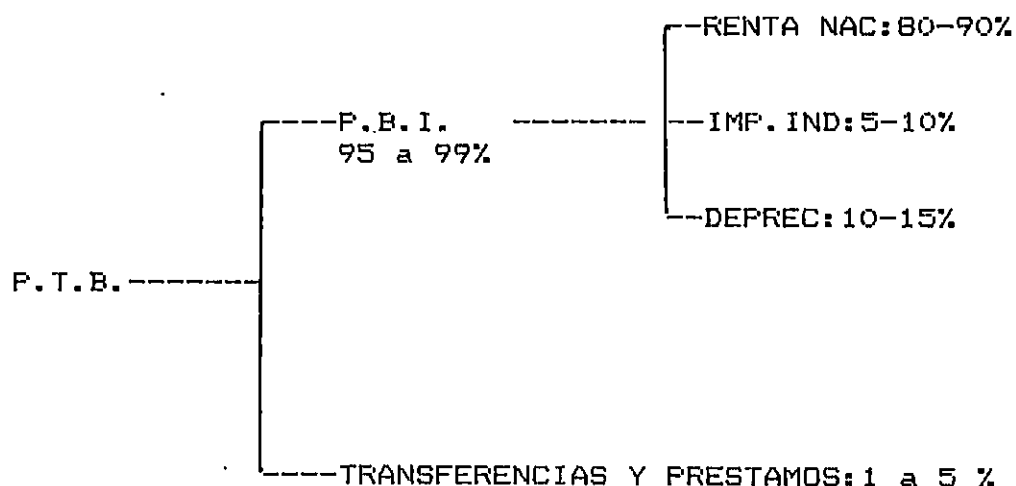 RENTA NAC:80-90%
P.B.I.
IMP.IND:5-10%
95 a 99%
DEPREC:10-15%
P.T.B.
TRANSFERENCIAS Y PRESTAMOS:1 a 5 %